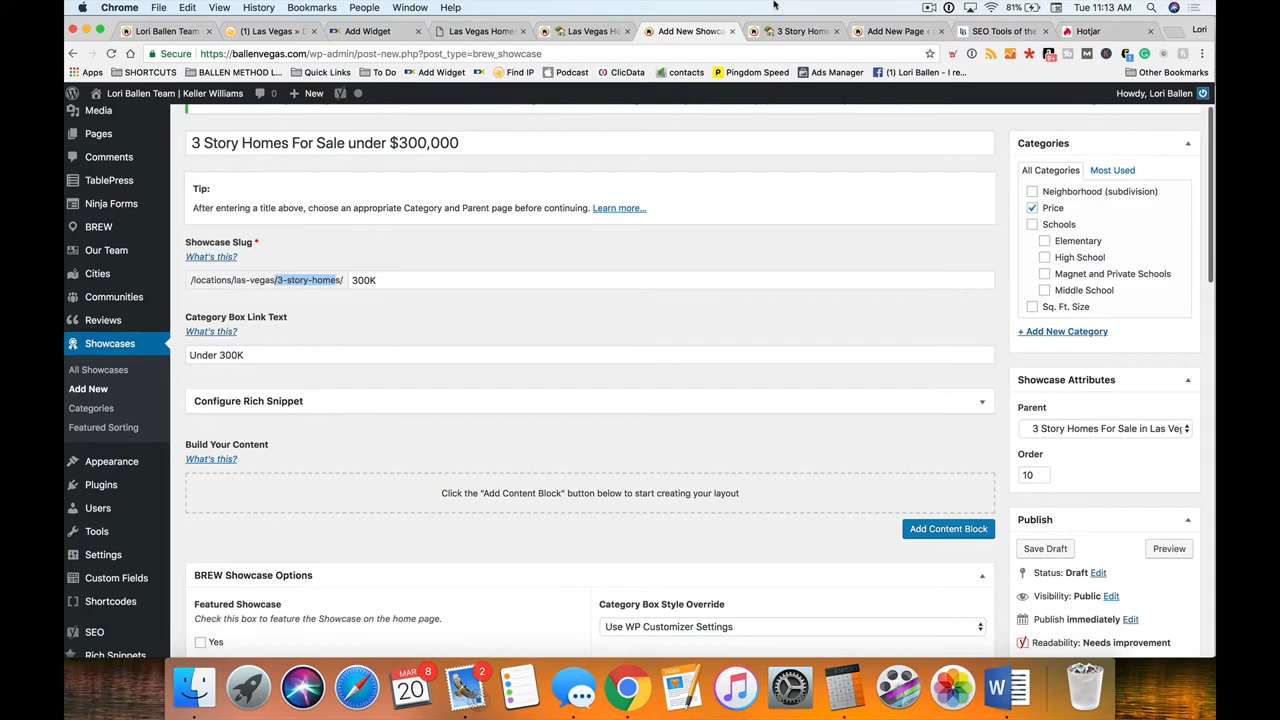 Chrome File Edit View History Bookmarks People Window Help 81% Tue 11:13 AM
Lori Ballen Team (1) Las Vegas » D Add Widget Las Vegas Homes Las Vegas H Add New Showca 3 Story Home Add New Page SEO Tools of the Hotjar Lori
Secure https://ballenvegas.com/wp-admin/post-new.php?post_type=brew_showcase
Apps SHORTCUTS BALLEN METHOD L... Quick Links To Do Add Widget Find IP Podcast ClicData contacts Pingdom Speed Ads Manager (1) Lori Ballen - I re... Other Bookmarks
Lori Ballen Team | Keller Williams 0 New Howdy, Lori Ballen
Media
Pages
Comments
TablePress
Ninja Forms
BREW
Our Team
Cities
Communities
Reviews
Showcases
All Showcases
Add New
Categories
Featured Sorting
Appearance
Plugins
Users
Tools
Settings
Custom Fields
Shortcodes
SEO
Rich Snippets
3 Story Homes For Sale under $300,000
Tip:
After entering a title above, choose an appropriate Category and Parent page before continuing. Learn more...
Showcase Slug *
What's this?
/locations/las-vegas/3-story-homes/ 300K
Category Box Link Text
What's this?
Under 300K
Configure Rich Snippet
Build Your Content
What's this?
Click the "Add Content Block" button below to start creating your layout
Add Content Block
BREW Showcase Options
Featured Showcase
Check this box to feature the Showcase on the home page.
Yes
Category Box Style Override
Use WP Customizer Settings
Categories
All Categories Most Used
Neighborhood (subdivision)
Price
Schools
Elementary
High School
Magnet and Private Schools
Middle School
Sq. Ft. Size
+ Add New Category
Showcase Attributes
Parent
3 Story Homes For Sale in Las Veg
Order
10
Publish
Save Draft Preview
Status: Draft Edit
Visibility: Public Edit
Publish immediately Edit
Readability: Needs improvement
MAR
20
8
2
W